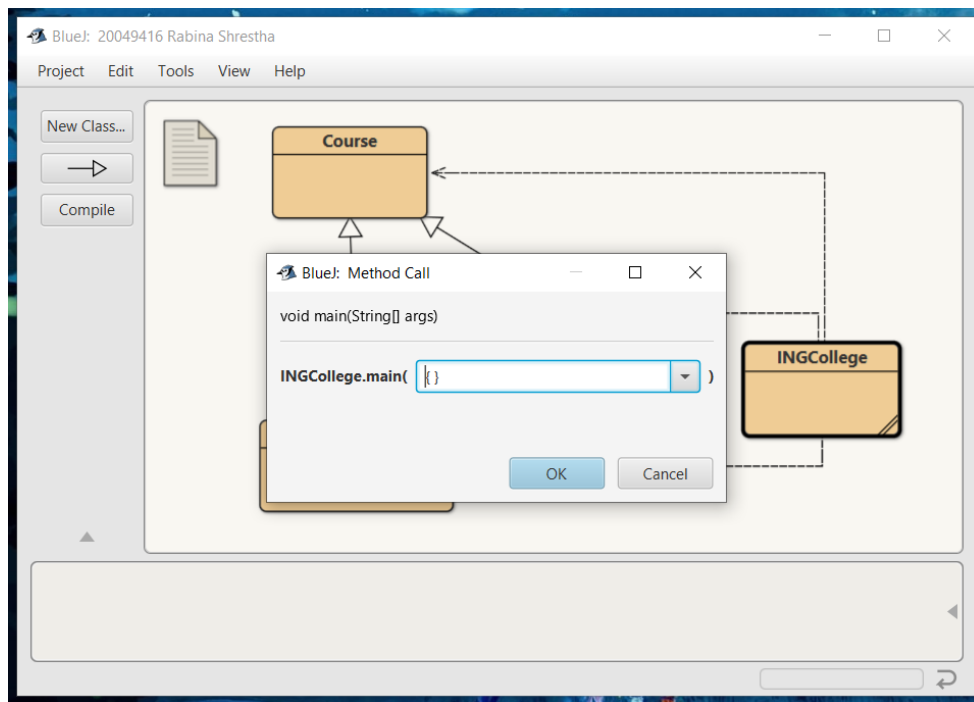 BlueJ: 20049416 Rabina Shrestha
Project Edit Tools View Help
New Class...
Compile
Course
BlueJ: Method Call
void main(String[] args)
INGCollege.main( { } )
OK Cancel
INGCollege